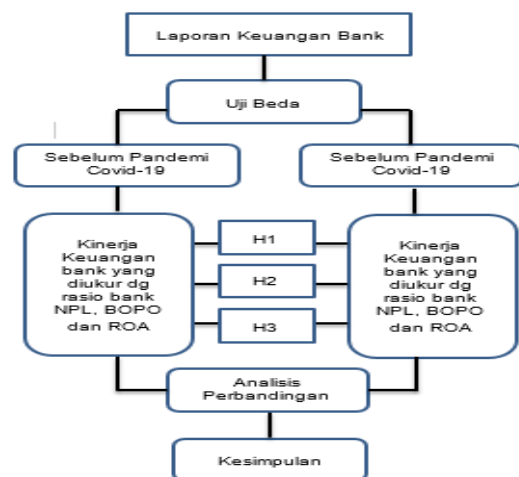 Laporan Keuangan Bank
Uji Beda
Sebelum Pandemi
Covid-19
Sebelum Pandemi
Covid-19
Kinerja
Keuangan
bank yang
diukur dg
rasio bank
NPL, BOPO
dan ROA
H1
H2
H3
Kinerja
Keuangan
bank yang
diukur dg
rasio bank
NPL, BOPO
dan ROA
Analisis
Perbandingan
Kesimpulan